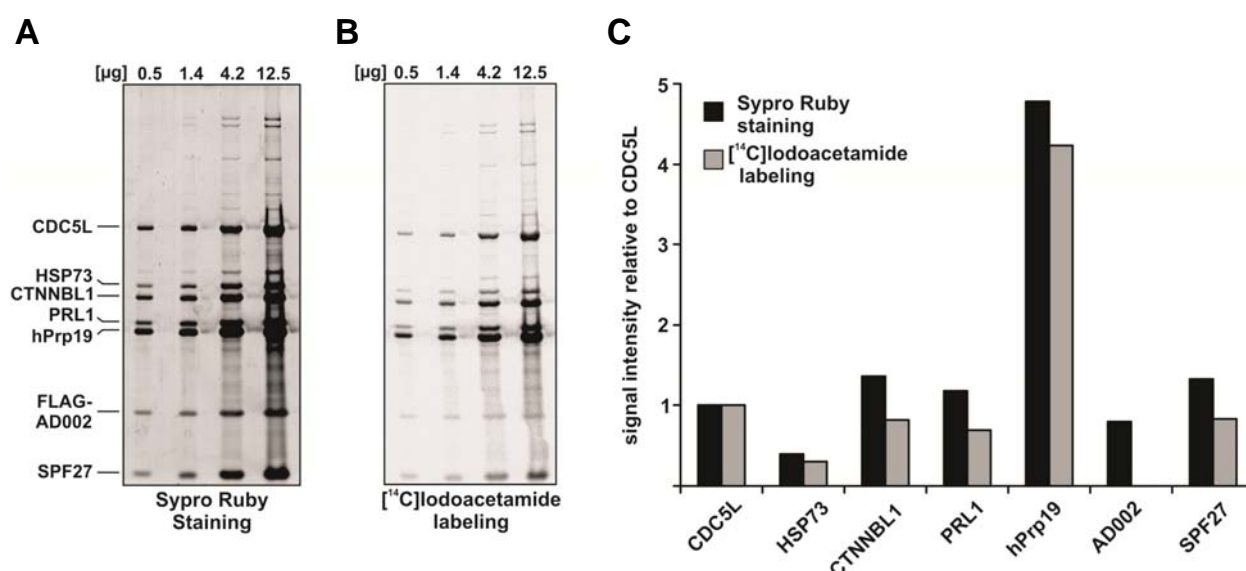 A
[µg] 0.5 1.4 4.2 12.5
CDC5L
HSP73
CTNNBL1
PRL1
hPrp19
FLAG-
AD002
SPF27
Sypro Ruby
Staining
B
[µg] 0.5 1.4 4.2 12.5
[¹⁴C]Iodoacetamide
labeling
C
signal intensity relative to CDC5L
5
4
3
2
1
Sypro Ruby
staining
[¹⁴C]Iodoacetamide
labeling
CDC5L
HSP73
CTNNBL1
PRL1
hPrp19
AD002
SPF27